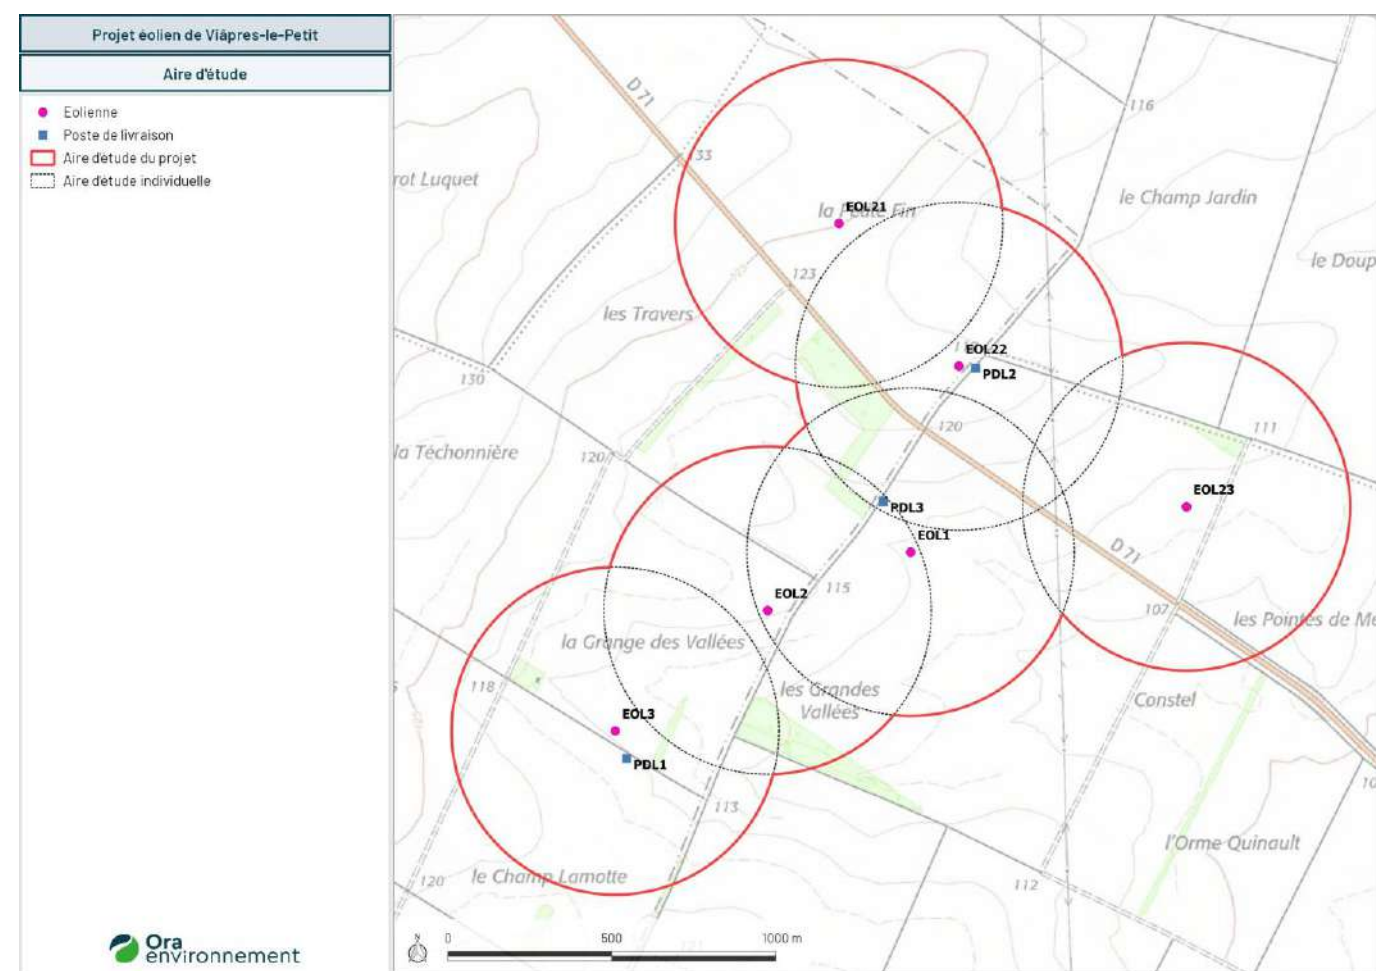 Projet éolien de Viâpres-le-Petit
Aire d'étude
Eolienne
Poste de livraison
Aire d'étude du projet
Aire d'étude individuelle
Ora
environnement
D 71
116
133
rot Luquet
le Champ Jardin
EOL21
le Doup
123
les Travers
EOL22
PDL2
130
120
111
la Téchonnière
120
EOL23
PDL3
EOL1
D 71
115
EOL2
107
les Pointes de Me
la Grange des Vallées
118
les Grandes
Vallées
Constel
EOL3
PDL1
113
10
l'Orme Quinault
120
le Champ Lamotte
112
N
0
500
1000 m